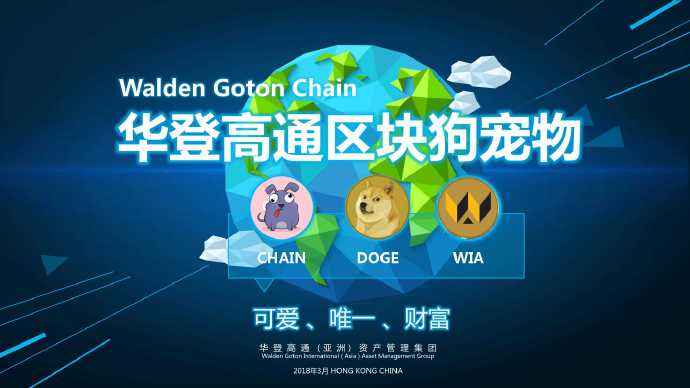 Walden Goton Chain
华登高通区块狗宠物
CHAIN DOGE WIA
可爱、唯一、财富
华登高通（亚洲）资产管理集团
Walden Goton International ( Asia ) Asset Management Group
2018年3月 HONG KONG CHINA